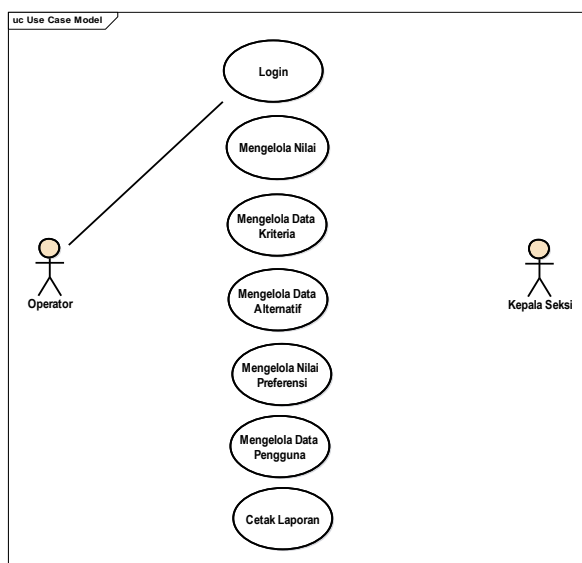 uc Use Case Model
Login
Mengelola Nilai
Mengelola Data
Kriteria
Operator
Mengelola Data
Alternatif
Kepala Seksi
Mengelola Nilai
Preferensi
Mengelola Data
Pengguna
Cetak Laporan